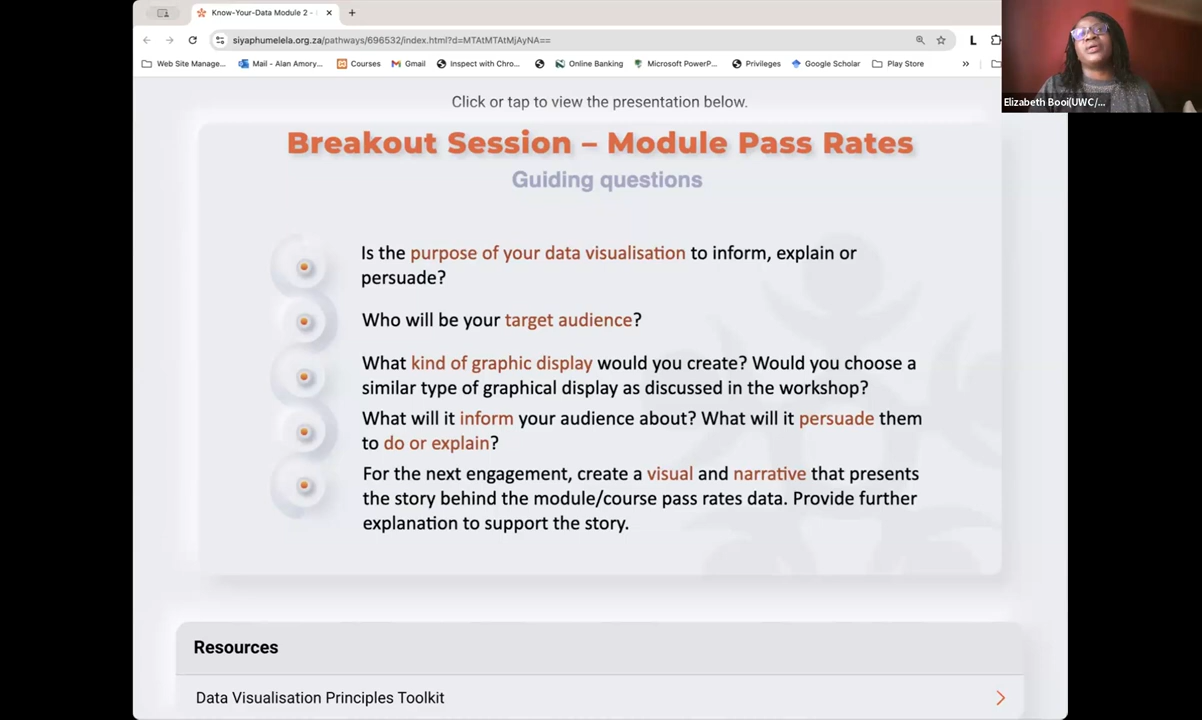 Know-Your-Data Module 2 -
siyaphumelela.org.za/pathways/696532/index.html?d=MTAtMTAtMjAyNA==
Web Site Manage...
Mail - Alan Amory...
Courses
Gmail
Inspect with Chro...
Online Banking
Microsoft PowerP...
Privileges
Google Scholar
Play Store
Elizabeth Booi(UWC/...
Click or tap to view the presentation below.
Breakout Session – Module Pass Rates
Guiding questions
Is the purpose of your data visualisation to inform, explain or
persuade?
Who will be your target audience?
What kind of graphic display would you create? Would you choose a
similar type of graphical display as discussed in the workshop?
What will it inform your audience about? What will it persuade them
to do or explain?
For the next engagement, create a visual and narrative that presents
the story behind the module/course pass rates data. Provide further
explanation to support the story.
Resources
Data Visualisation Principles Toolkit